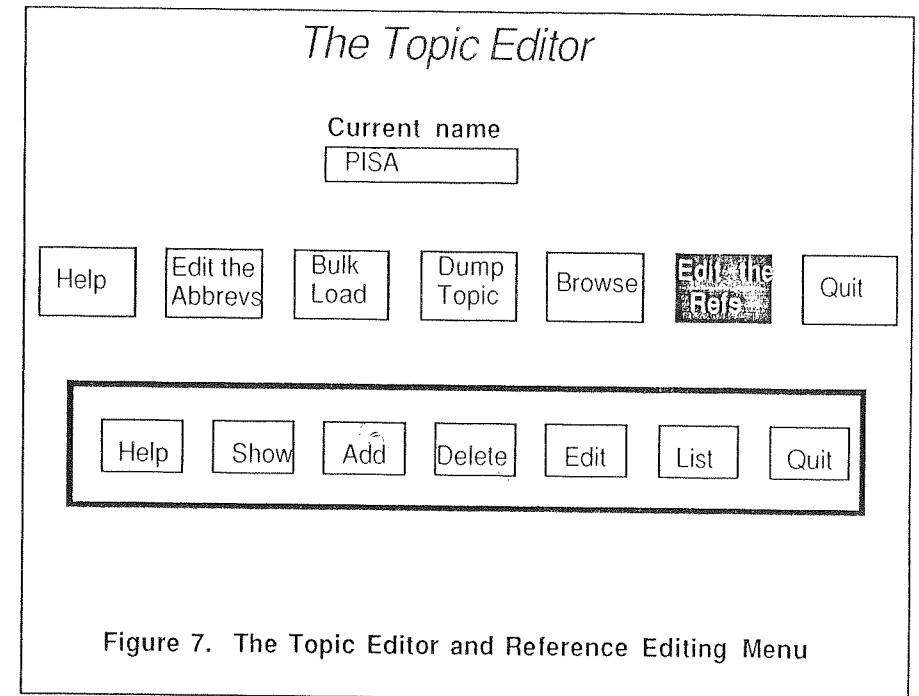 The Topic Editor
Current name
PISA
Help
Edit the
Abbrevs
Bulk
Load
Dump
Topic
Browse
Edit the
Refs
Quit
Help
Show
Add
Delete
Edit
List
Quit
Figure 7. The Topic Editor and Reference Editing Menu